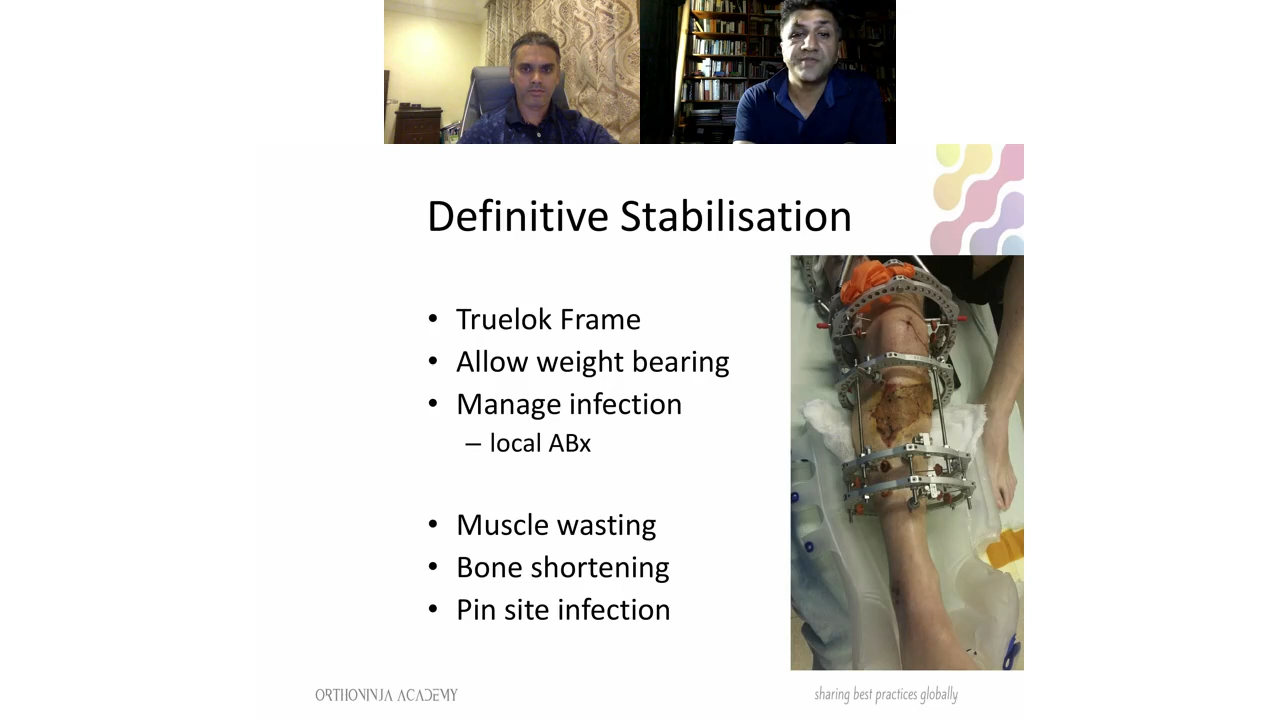 Definitive Stabilisation
• Truelok Frame
• Allow weight bearing
• Manage infection
– local ABx
• Muscle wasting
• Bone shortening
• Pin site infection
ORTHONINJA ACADEMY
sharing best practices globally